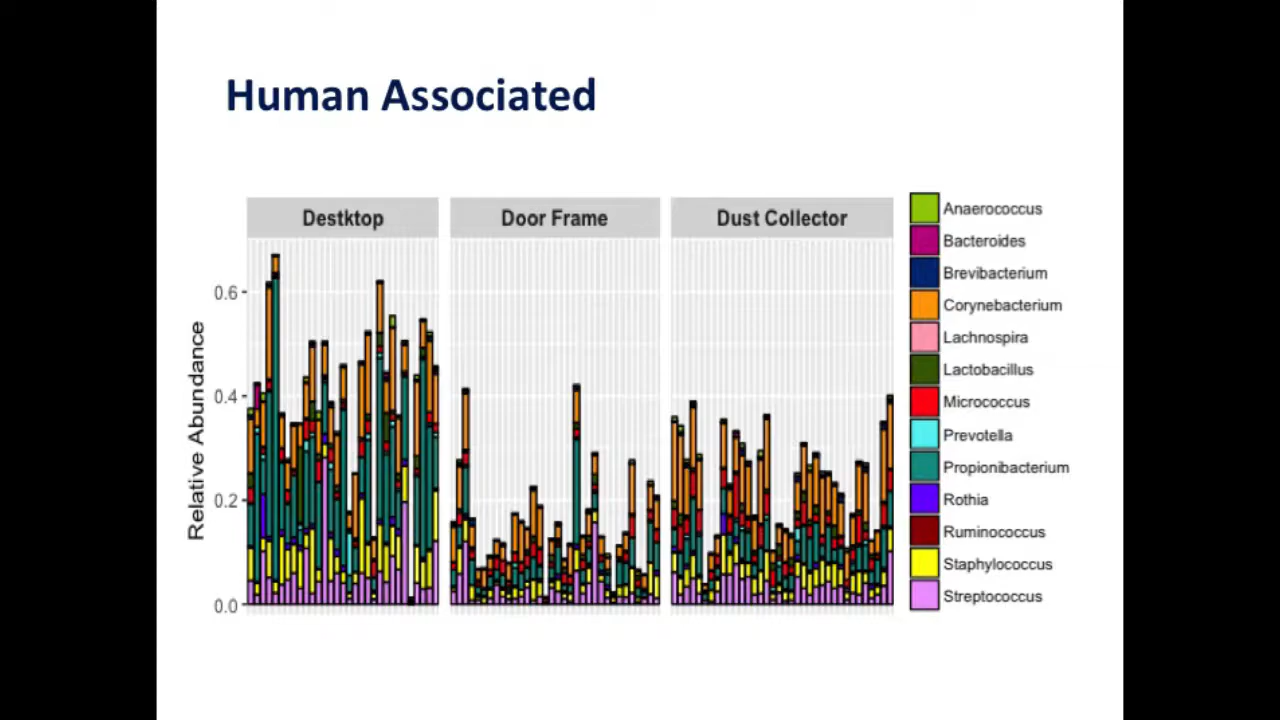 Human Associated
Destktop
Door Frame
Dust Collector
Relative Abundance
0.6
0.4
0.2
0.0
Anaerococcus
Bacteroides
Brevibacterium
Corynebacterium
Lachnospira
Lactobacillus
Micrococcus
Prevotella
Propionibacterium
Rothia
Ruminococcus
Staphylococcus
Streptococcus